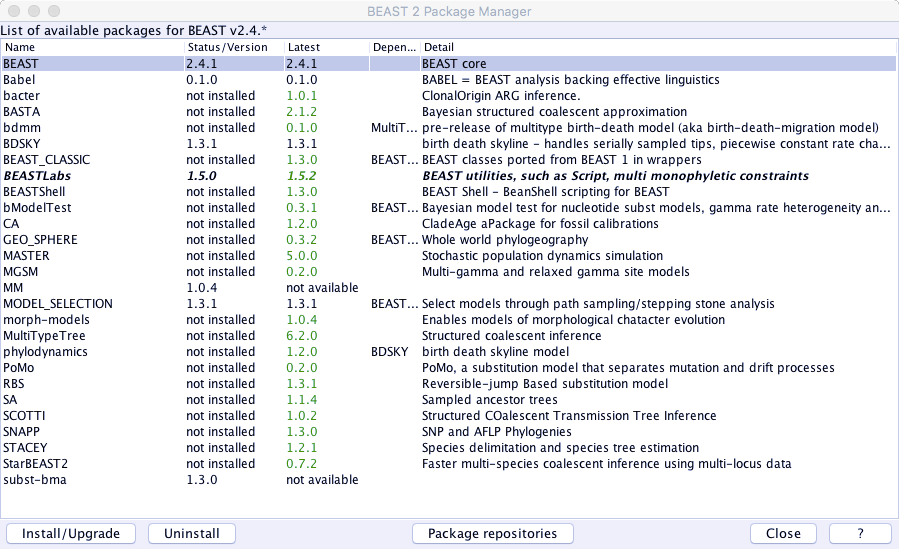 BEAST 2 Package Manager
List of available packages for BEAST v2.4.*
Name Status/Version Latest Depen... Detail
BEAST 2.4.1 2.4.1 BEAST core
Babel 0.1.0 0.1.0 BABEL = BEAST analysis backing effective linguistics
bacter not installed 1.0.1 ClonalOrigin ARG inference.
BASTA not installed 2.1.2 Bayesian structured coalescent approximation
bdmm not installed 0.1.0 MultiT... pre-release of multitype birth-death model (aka birth-death-migration model)
BDSKY 1.3.1 1.3.1 birth death skyline - handles serially sampled tips, piecewise constant rate cha...
BEAST_CLASSIC not installed 1.3.0 BEAST... BEAST classes ported from BEAST 1 in wrappers
BEASTLabs 1.5.0 1.5.2 BEAST utilities, such as Script, multi monophyletic constraints
BEASTShell not installed 1.3.0 BEAST Shell - BeanShell scripting for BEAST
bModelTest not installed 0.3.1 BEAST... Bayesian model test for nucleotide subst models, gamma rate heterogeneity an...
CA not installed 1.2.0 CladeAge aPackage for fossil calibrations
GEO_SPHERE not installed 0.3.2 BEAST... Whole world phylogeography
MASTER not installed 5.0.0 Stochastic population dynamics simulation
MGSM not installed 0.2.0 Multi-gamma and relaxed gamma site models
MM 1.0.4 not available
MODEL_SELECTION 1.3.1 1.3.1 BEAST... Select models through path sampling/stepping stone analysis
morph-models not installed 1.0.4 Enables models of morphological chatacter evolution
MultiTypeTree not installed 6.2.0 Structured coalescent inference
phylodynamics not installed 1.2.0 BDSKY birth death skyline model
PoMo not installed 0.2.0 PoMo, a substitution model that separates mutation and drift processes
RBS not installed 1.3.1 Reversible-jump Based substitution model
SA not installed 1.1.4 Sampled ancestor trees
SCOTTI not installed 1.0.2 Structured COalescent Transmission Tree Inference
SNAPP not installed 1.3.0 SNP and AFLP Phylogenies
STACEY not installed 1.2.1 Species delimitation and species tree estimation
StarBEAST2 not installed 0.7.2 Faster multi-species coalescent inference using multi-locus data
subst-bma 1.3.0 not available
Install/Upgrade Uninstall Package repositories Close ?